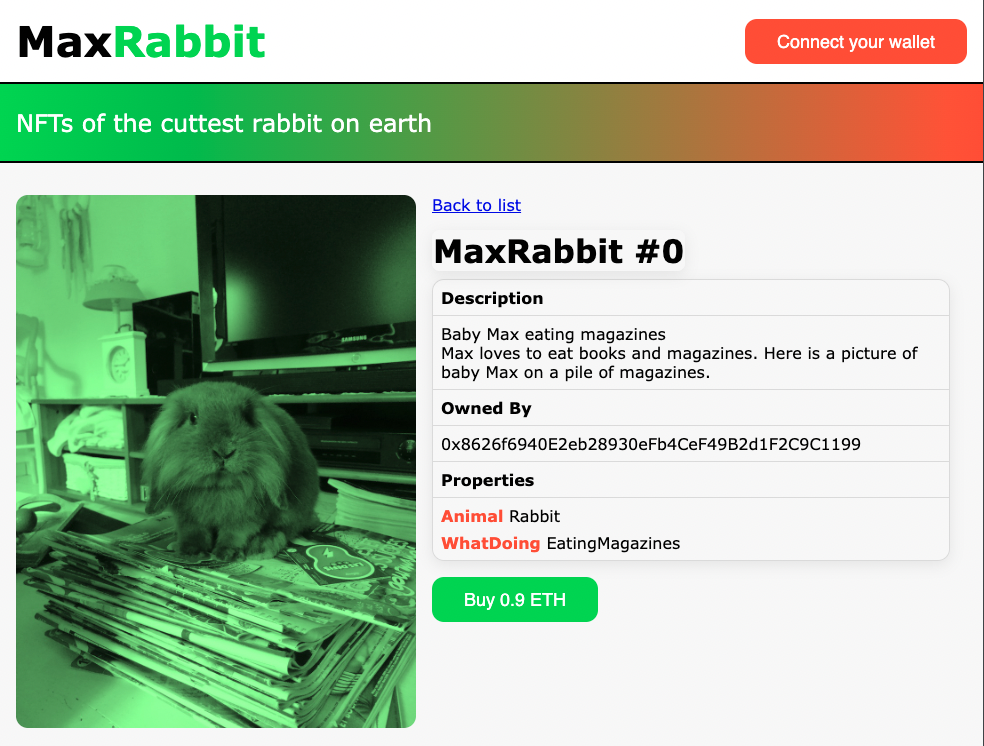 MaxRabbit
Connect your wallet
NFTs of the cuttest rabbit on earth
SAMSUNG
Back to list
MaxRabbit #0
Description
Baby Max eating magazines
Max loves to eat books and magazines. Here is a picture of
baby Max on a pile of magazines.
Owned By
0x8626f6940E2eb28930eFb4CeF49B2d1F2C9C1199
Properties
Animal Rabbit
WhatDoing EatingMagazines
Buy 0.9 ETH